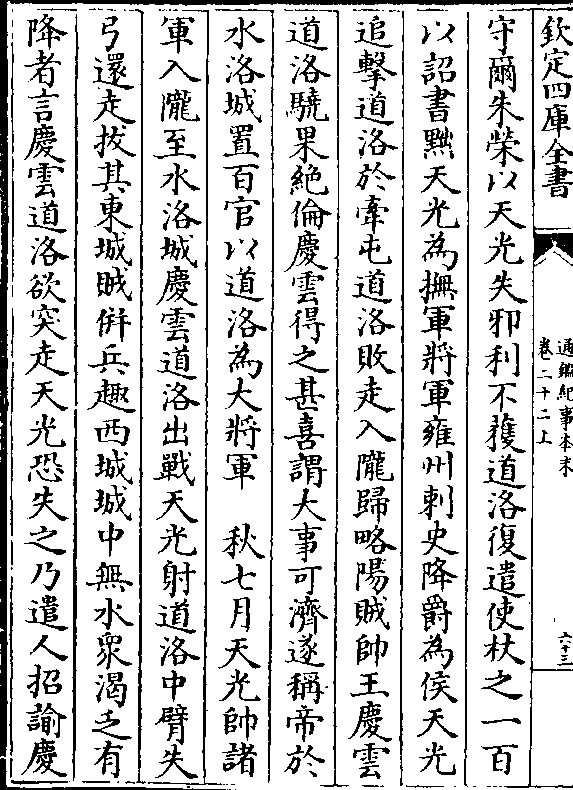 欽定四庫全書
通鑑紀事本末
卷二十二上
六十三
守爾朱榮以天光失邪利不獲道洛復遣使杖之一百
以詔書黜天光為撫軍將軍雍州刺史降爵為侯天光
追擊道洛於牽屯道洛敗走入隴歸略陽賊帥王慶雲
道洛驍果絶倫慶雲得之甚喜謂大事可濟遂稱帝於
水洛城置百官以道洛為大將軍　秋七月天光帥諸
軍入隴至水洛城慶雲道洛出戰天光射道洛中臂失
弓還走拔其東城賊併兵趣西城城中無水衆渴乏有
降者言慶雲道洛欲突走天光恐失之乃遣人招諭慶